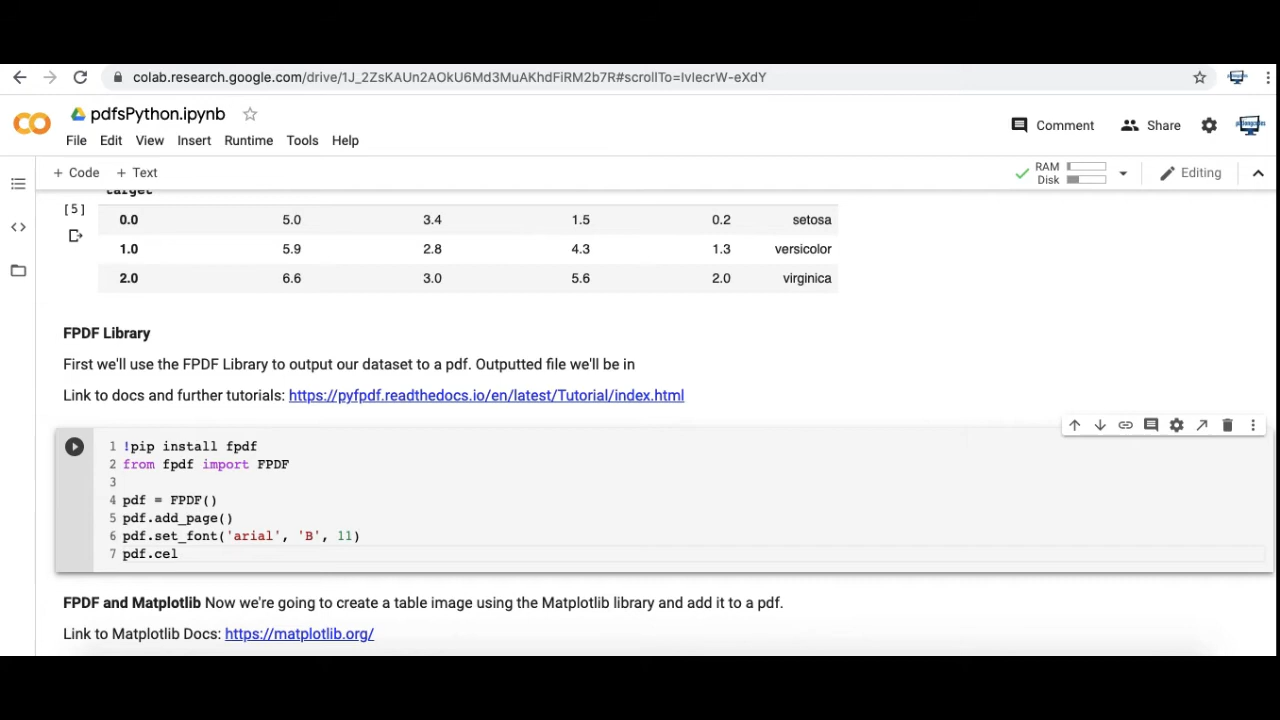 colab.research.google.com/drive/1J_2ZsKAUn2AOkU6Md3MuAKhdFiRM2b7R#scrollTo=IvIecrW-eXdY
pdfsPython.ipynb
Comment Share
File Edit View Insert Runtime Tools Help
+ Code + Text
RAM
Disk
Editing
target
[5]
0.0 5.0 3.4 1.5 0.2 setosa
1.0 5.9 2.8 4.3 1.3 versicolor
2.0 6.6 3.0 5.6 2.0 virginica
FPDF Library
First we'll use the FPDF Library to output our dataset to a pdf. Outputted file we'll be in
Link to docs and further tutorials: https://pyfpdf.readthedocs.io/en/latest/Tutorial/index.html
1 !pip install fpdf
2 from fpdf import FPDF
3
4 pdf = FPDF()
5 pdf.add_page()
6 pdf.set_font('arial', 'B', 11)
7 pdf.cel
FPDF and Matplotlib Now we're going to create a table image using the Matplotlib library and add it to a pdf.
Link to Matplotlib Docs: https://matplotlib.org/